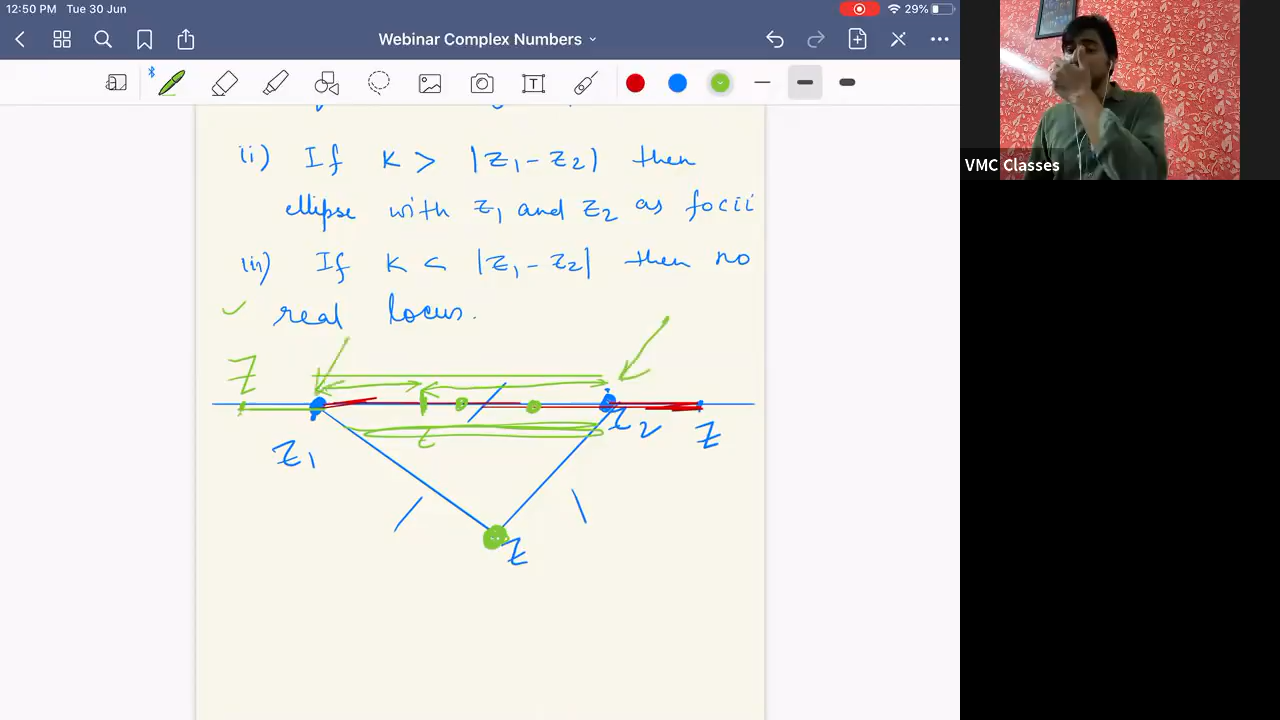 12:50 PM Tue 30 Jun
29%
Webinar Complex Numbers
T
VMC Classes
(ii) If K > |z1 - z2| then
ellipse with z1 and z2 as focii
(iii) If K < |z1 - z2| then no
real locus.
z
z1
z
z2
z
z